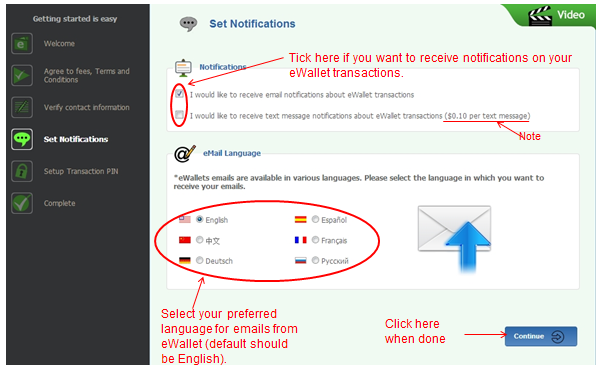 Getting started is easy
Welcome
Agree to fees, Terms and
Conditions
Verify contact information
Set Notifications
Setup Transaction PIN
Complete
Set Notifications
Video
Notifications
Tick here if you want to receive notifications on your
eWallet transactions.
I would like to receive email notifications about eWallet transactions
I would like to receive text message notifications about eWallet transactions ($0.10 per text message)
Note
eMail Language
*eWallets emails are available in various languages. Please select the language in which you want to
receive your emails.
English
Español
中文
Français
Deutsch
Русский
Select your preferred
language for emails from
eWallet (default should
be English).
Click here
when done
Continue